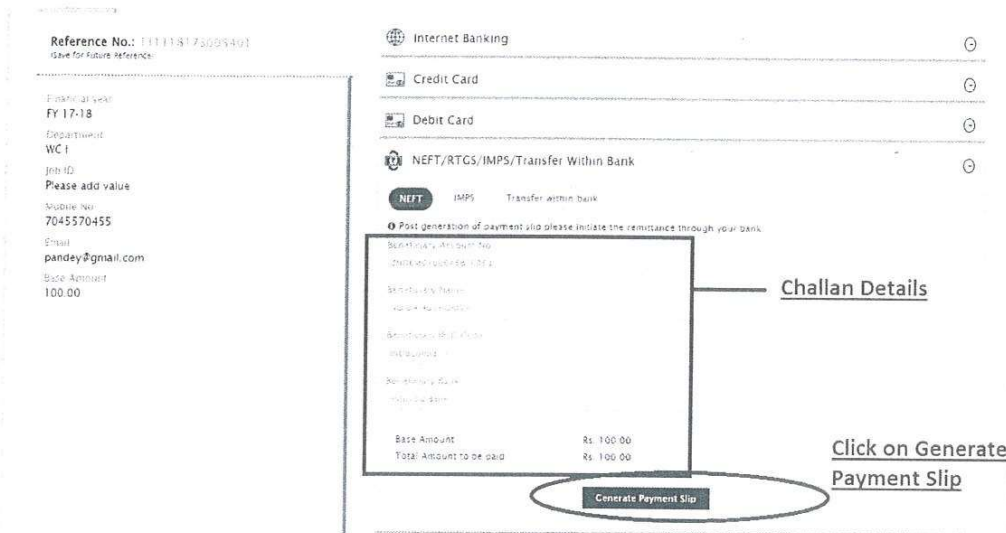 Reference No.:
(Save for Future Reference)
Financial year
FY 17-18
Department
WC I
Job ID
Please add value
Mobile No
7045570455
Email
pandey@gmail.com
Base Amount
100.00
Internet Banking
Credit Card
Debit Card
NEFT/RTGS/IMPS/Transfer Within Bank
NEFT IMPS Transfer within bank
Post generation of payment slip please initiate the remittance through your bank
Beneficiary Account No
Beneficiary Name
Beneficiary IFSC Code
Beneficiary Bank
Base Amount Rs. 100.00
Total Amount to be paid Rs. 100.00
Generate Payment Slip
Challan Details
Click on Generate
Payment Slip